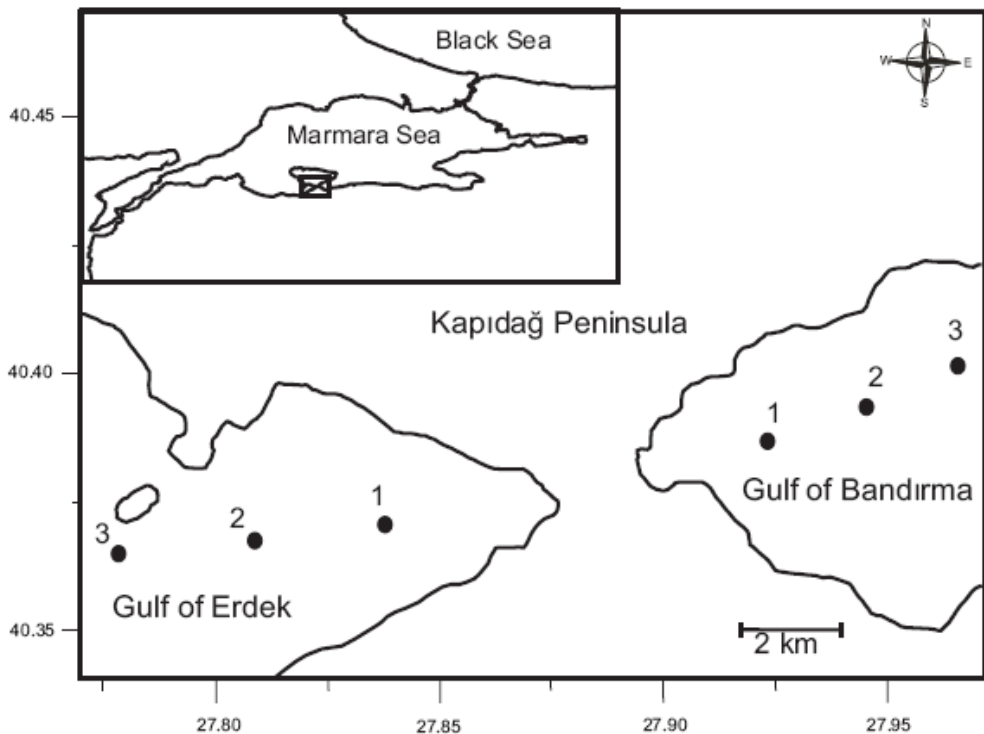 Black Sea
Marmara Sea
N
W
E
S
40.45
Kapıdağ Peninsula
3
40.40
2
1
Gulf of Bandırma
1
2
3
Gulf of Erdek
40.35
2 km
27.80
27.85
27.90
27.95